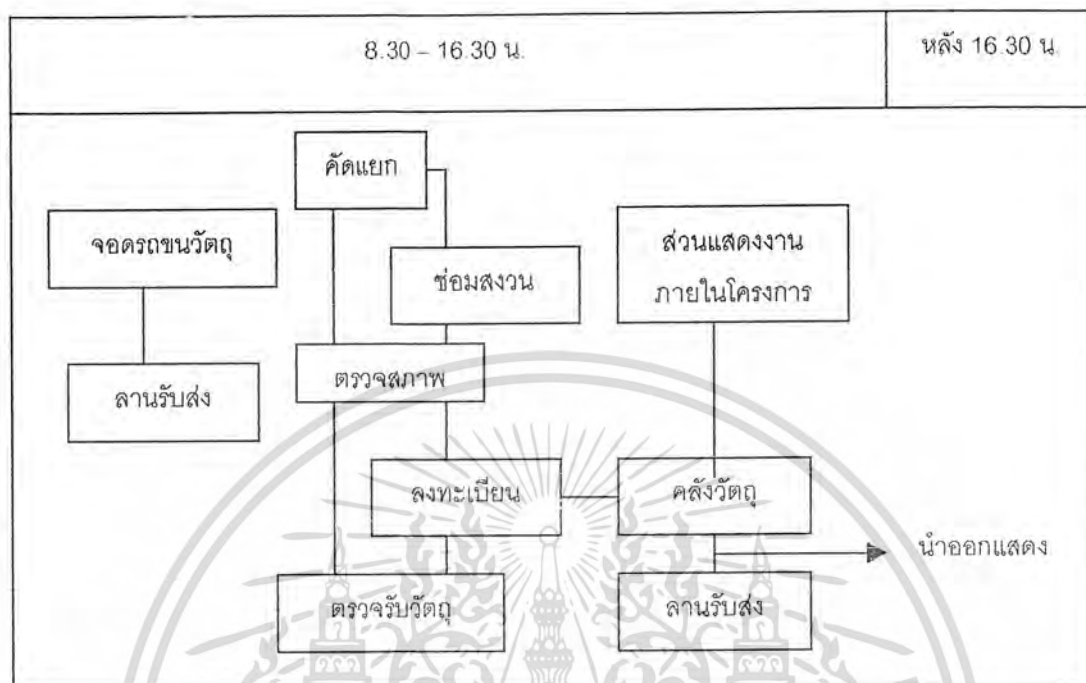 8.30 – 16.30 น.
หลัง 16.30 น.
คัดแยก
จอดรถขนวัตถุ
ส่วนแสดงงาน
ภายในโครงการ
ซ่อมสงวน
ตรวจสภาพ
ลานรับส่ง
ลงทะเบียน
คลังวัตถุ
นำออกแสดง
ตรวจรับวัตถุ
ลานรับส่ง